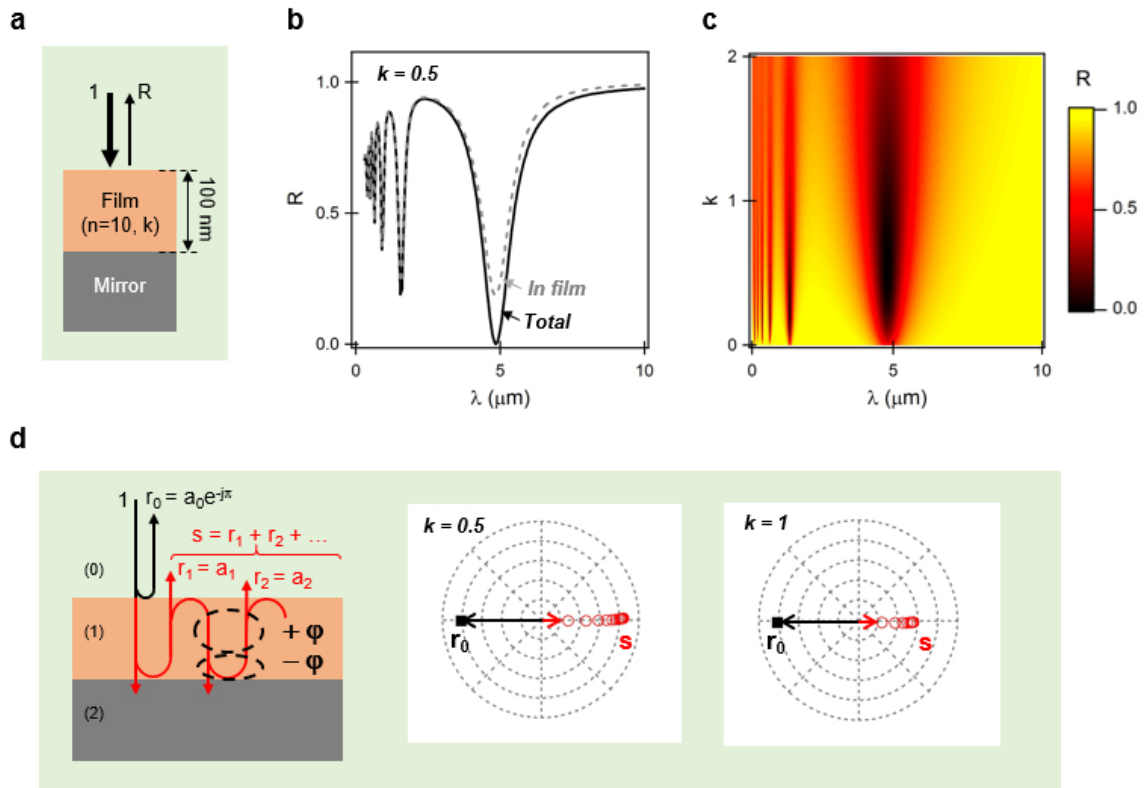 a
1
R
Film
(n=10, k)
100 nm
Mirror
b
k = 0.5
1.0
0.5
0.0
R
In film
Total
0
5
10
λ (μm)
c
2
1
0
k
0
5
10
λ (μm)
R
1.0
0.5
0.0
d
1
r₀ = a₀e⁻ʲᵖⁱ
s = r₁ + r₂ + …
r₁ = a₁
r₂ = a₂
(0)
(1)
+ φ
− φ
(2)
k = 0.5
r₀
s
k = 1
r₀
s